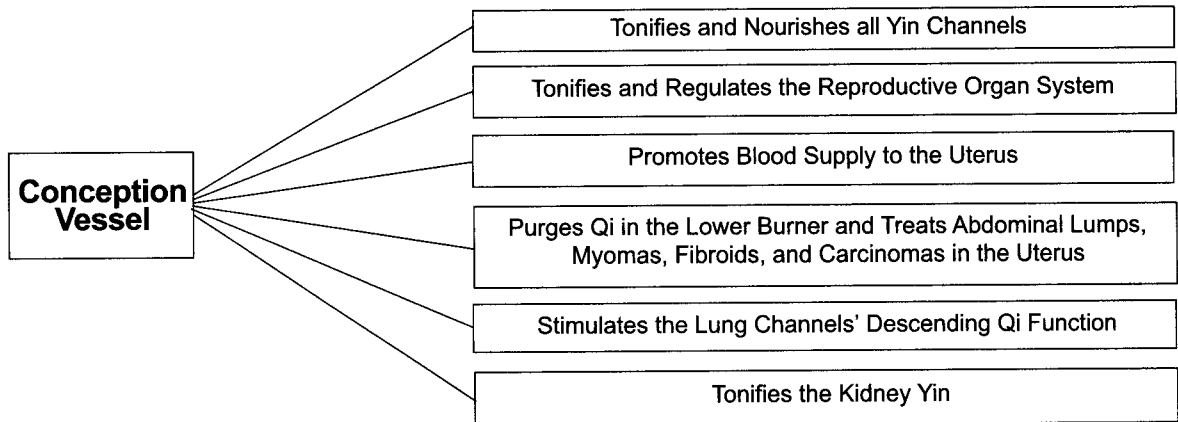 Conception
Vessel
Tonifies and Nourishes all Yin Channels
Tonifies and Regulates the Reproductive Organ System
Promotes Blood Supply to the Uterus
Purges Qi in the Lower Burner and Treats Abdominal Lumps,
Myomas, Fibroids, and Carcinomas in the Uterus
Stimulates the Lung Channels' Descending Qi Function
Tonifies the Kidney Yin